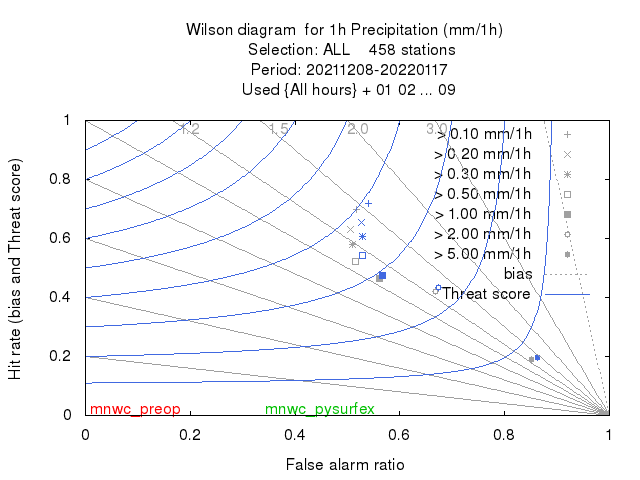 Wilson diagram  for 1h Precipitation (mm/1h)
Selection: ALL    458 stations
Period: 20211208-20220117
Used {All hours} + 01 02 ... 09
Hit rate (bias and Threat score)
1
0.8
0.6
0.4
0.2
0
1.2
1.5
2.0
3.0
> 0.10 mm/1h
> 0.20 mm/1h
> 0.30 mm/1h
> 0.50 mm/1h
> 1.00 mm/1h
> 2.00 mm/1h
> 5.00 mm/1h
bias
Threat score
mnwc_preop
mnwc_pysurfex
0
0.2
0.4
0.6
0.8
1
False alarm ratio